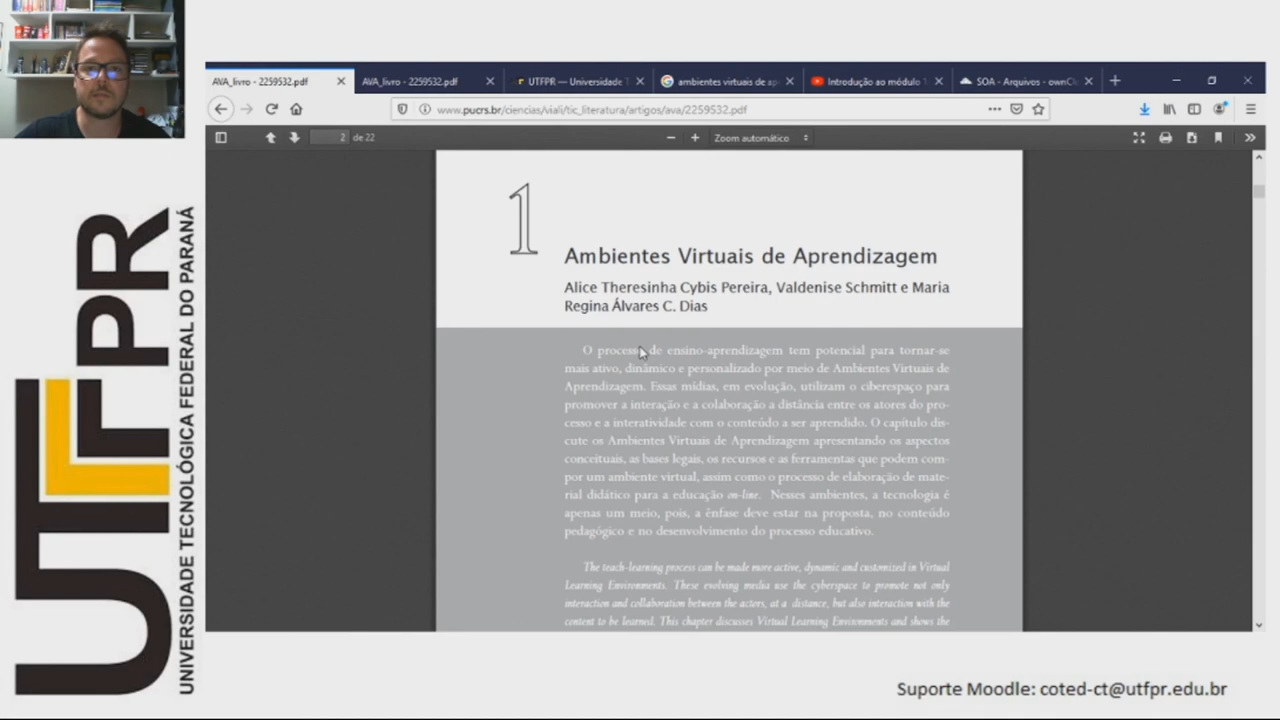 AVA_livro - 2259532.pdf
AVA_livro - 2259532.pdf
UTFPR — Universidade T
ambientes virtuais de ap
Introdução ao módulo 1
SOA - Arquivos - ownCl
www.pucrs.br/ciencias/viali/tic_literatura/artigos/ava/2259532.pdf
2 de 22
Zoom automático
1
Ambientes Virtuais de Aprendizagem
Alice Theresinha Cybis Pereira, Valdenise Schmitt e Maria
Regina Álvares C. Dias
O processo de ensino-aprendizagem tem potencial para tornar-se
mais ativo, dinâmico e personalizado por meio de Ambientes Virtuais de
Aprendizagem. Essas mídias, em evolução, utilizam o ciberespaço para
promover a interação e a colaboração a distância entre os atores do pro-
cesso e a interatividade com o conteúdo a ser aprendido. O capítulo dis-
cute os Ambientes Virtuais de Aprendizagem apresentando os aspectos
conceituais, as bases legais, os recursos e as ferramentas que podem com-
por um ambiente virtual, assim como o processo de elaboração de mate-
rial didático para a educação on-line. Nesses ambientes, a tecnologia é
apenas um meio, pois, a ênfase deve estar na proposta, no conteúdo
pedagógico e no desenvolvimento do processo educativo.
The teach-learning process can be made more active, dynamic and customized in Virtual
Learning Environments. These evolving media use the cyberspace to promote not only
interaction and collaboration between the actors, at a distance, but also interaction with the
content to be learned. This chapter discusses Virtual Learning Environments and shows the
UTFPR
UNIVERSIDADE TECNOLÓGICA FEDERAL DO PARANÁ
Suporte Moodle: coted-ct@utfpr.edu.br